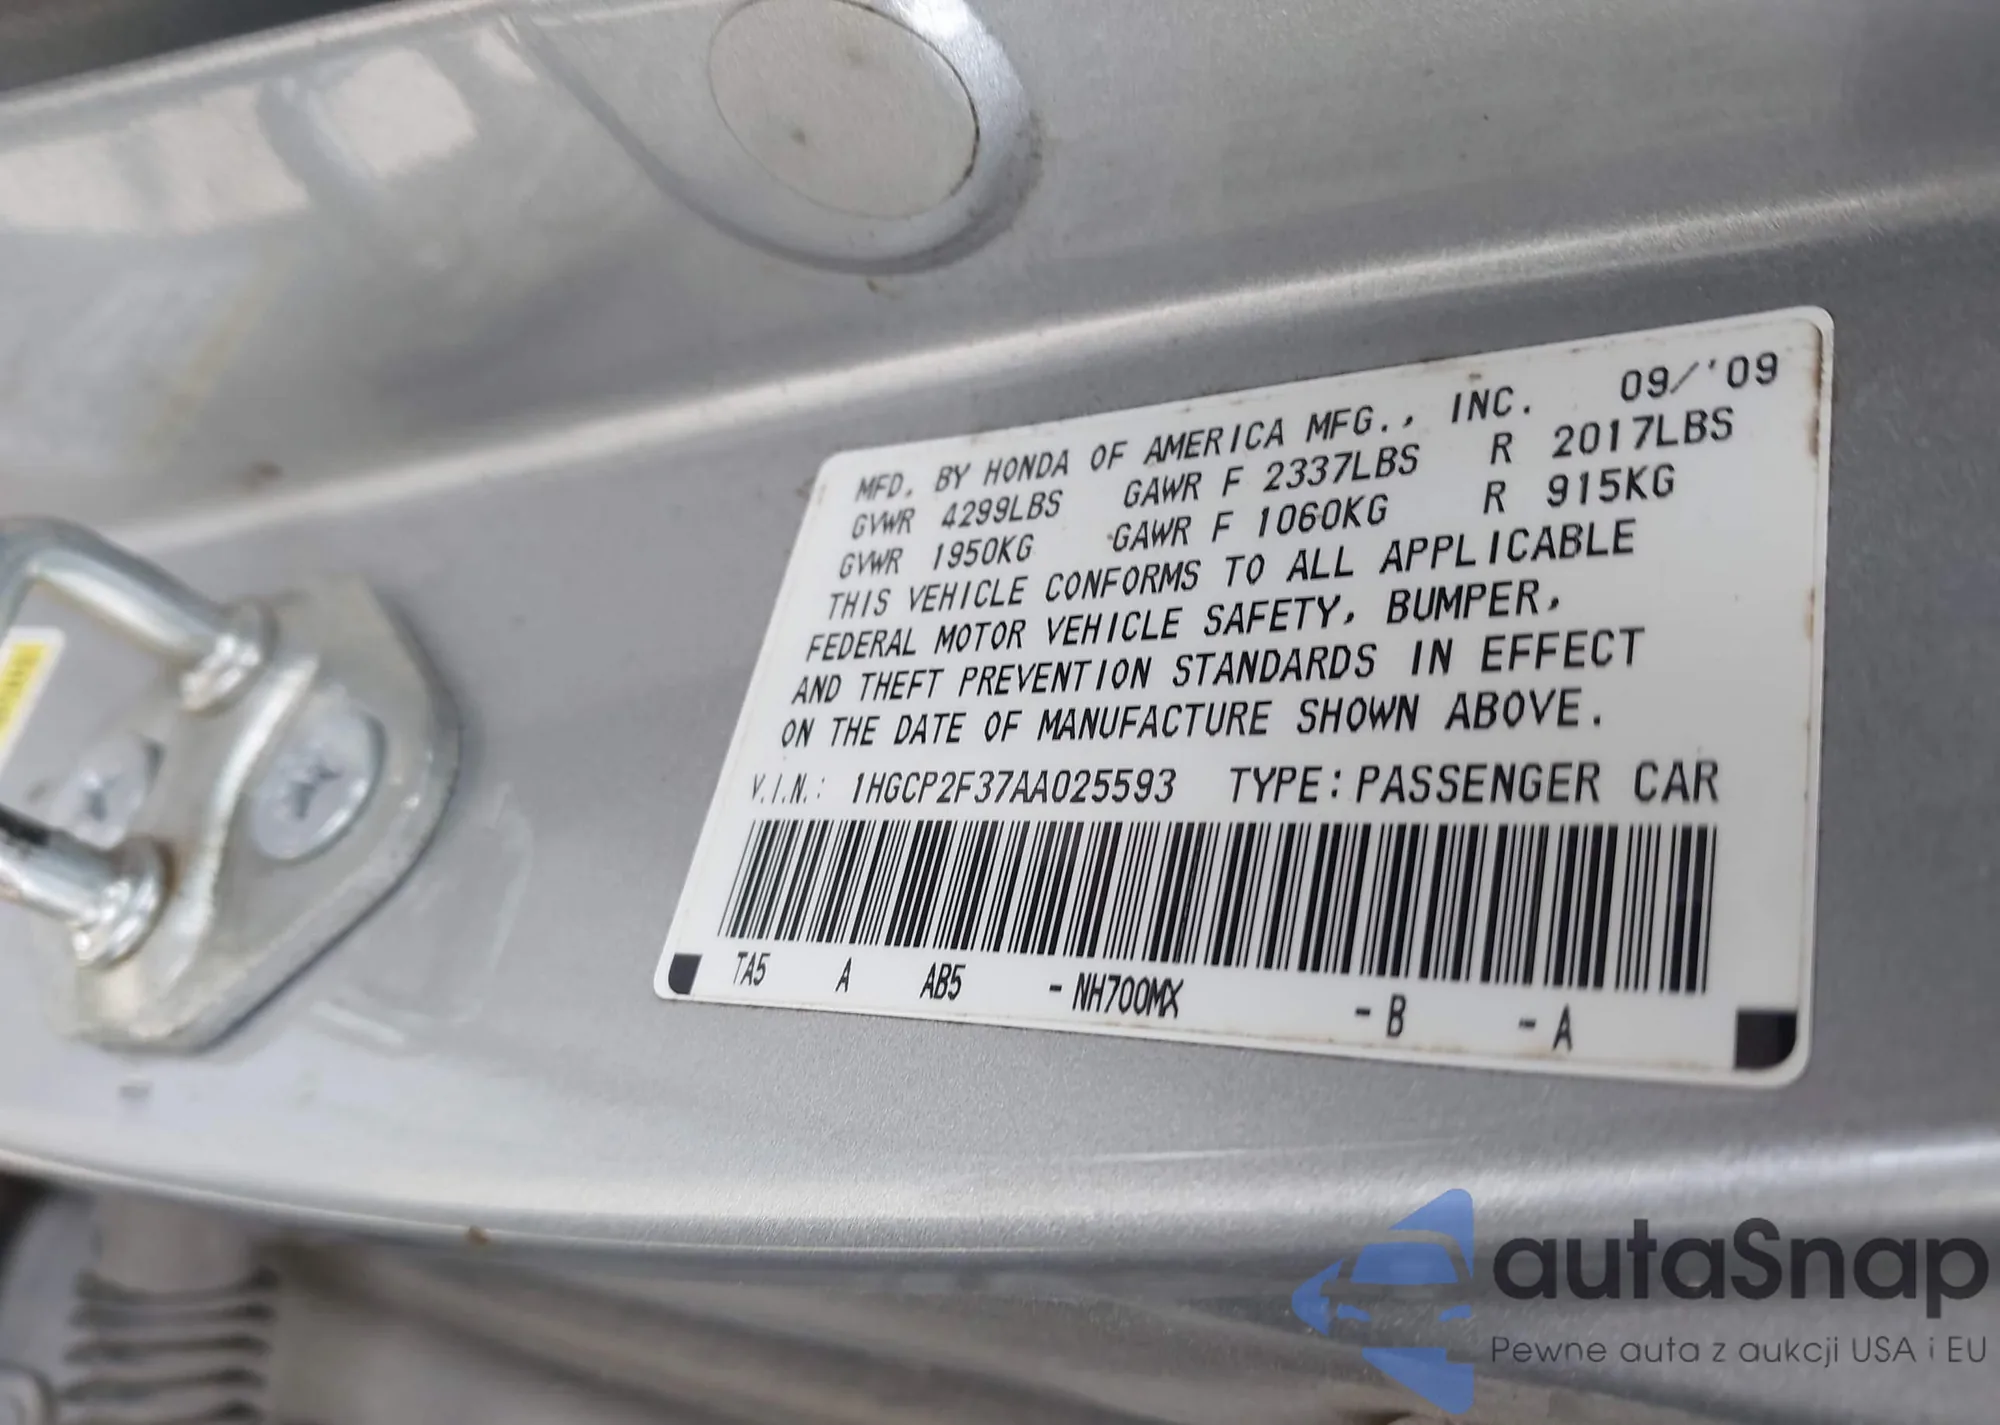 MFD. BY HONDA OF AMERICA MFG., INC. 09/'09
GVWR 4299LBS GAWR F 2337LBS R 2017LBS
GVWR 1950KG GAWR F 1060KG R 915KG
THIS VEHICLE CONFORMS TO ALL APPLICABLE
FEDERAL MOTOR VEHICLE SAFETY, BUMPER,
AND THEFT PREVENTION STANDARDS IN EFFECT
ON THE DATE OF MANUFACTURE SHOWN ABOVE.
V.I.N.: 1HGCP2F37AA025593 TYPE: PASSENGER CAR
TA5 A AB5 -NH700MX -B -A
autaSnap
Pewne auta z aukcji USA i EU